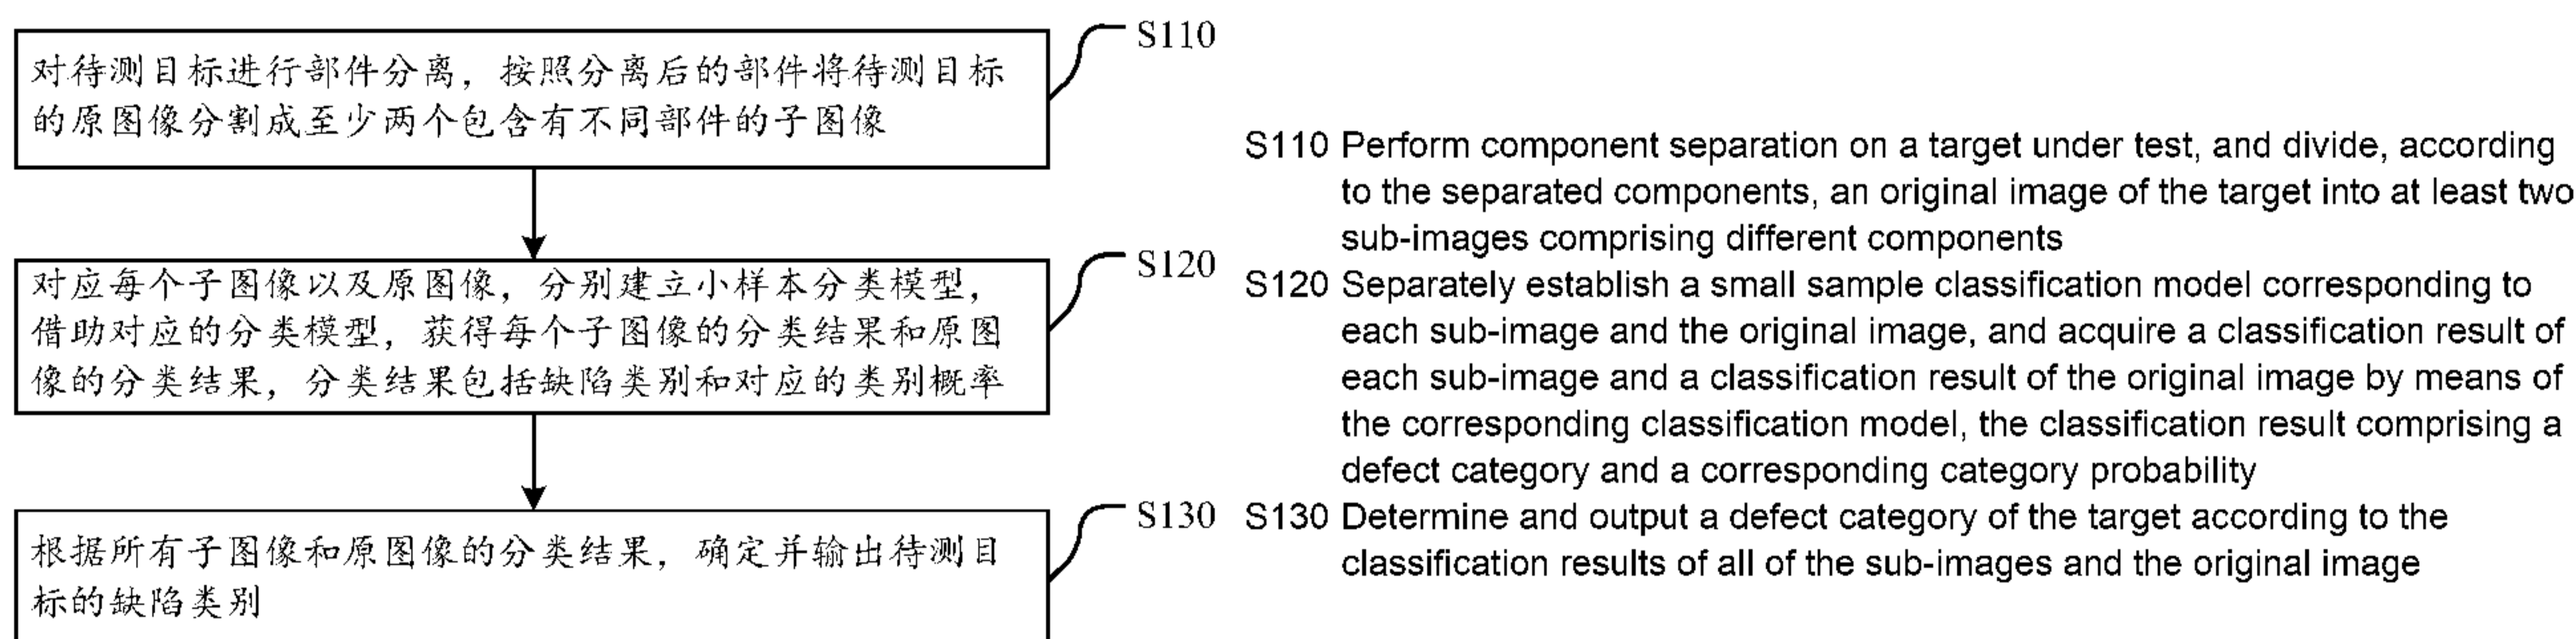 对待测目标进行部件分离，按照分离后的部件将待测目标
的原图像分割成至少两个包含有不同部件的子图像
S110
对应每个子图像以及原图像，分别建立小样本分类模型，
借助对应的分类模型，获得每个子图像的分类结果和原图
像的分类结果，分类结果包括缺陷类别和对应的类别概率
S120
根据所有子图像和原图像的分类结果，确定并输出待测目
标的缺陷类别
S130
S110 Perform component separation on a target under test, and divide, according
to the separated components, an original image of the target into at least two
sub-images comprising different components
S120 Separately establish a small sample classification model corresponding to
each sub-image and the original image, and acquire a classification result of
each sub-image and a classification result of the original image by means of
the corresponding classification model, the classification result comprising a
defect category and a corresponding category probability
S130 Determine and output a defect category of the target according to the
classification results of all of the sub-images and the original image